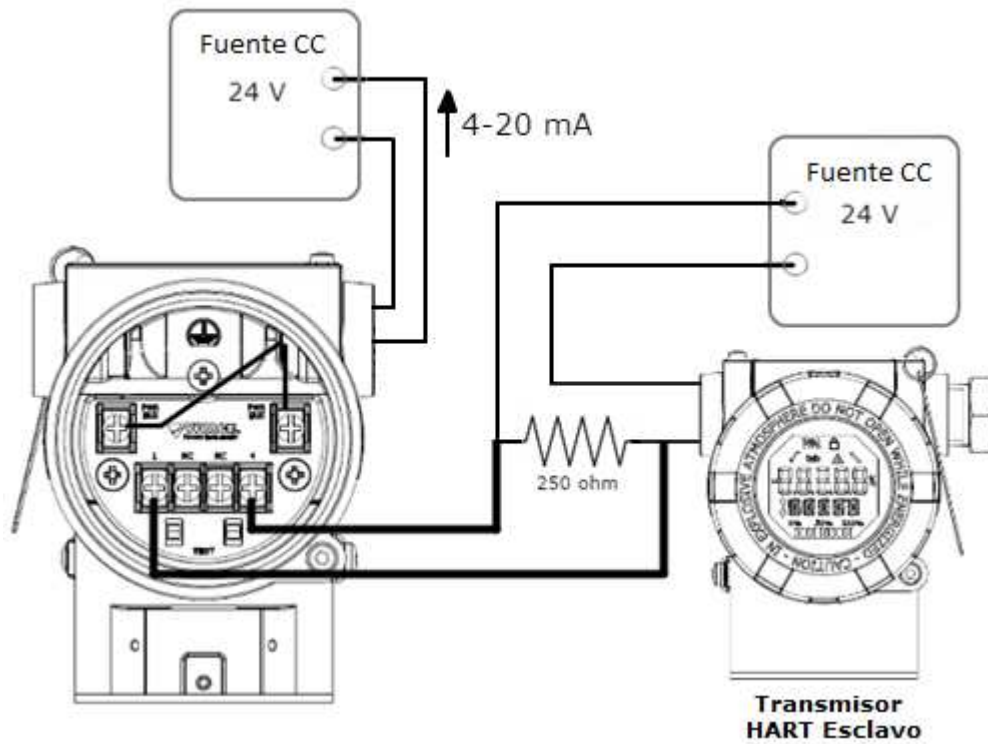 Fuente CC
24 V
4-20 mA
Fuente CC
24 V
250 ohm
TEST
IN EXPLOSIVE ATMOSPHERE DO NOT OPEN WHILE ENERGIZED - CAUTION -
Transmisor
HART Esclavo